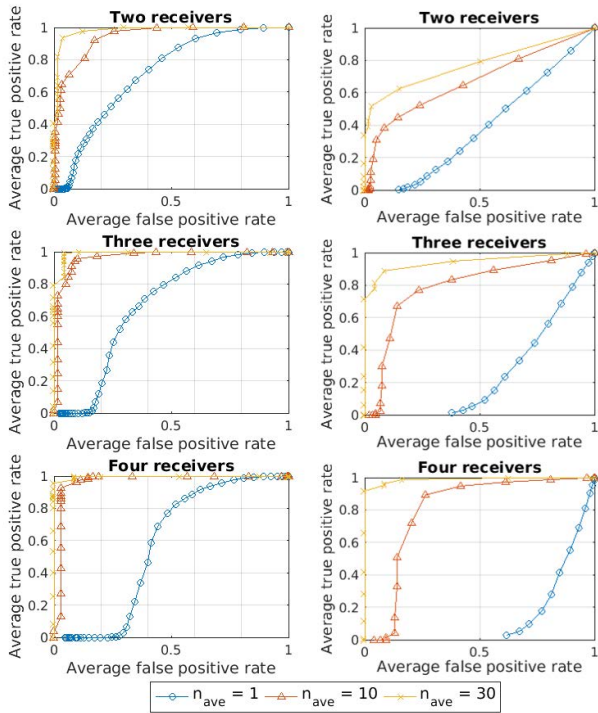 Two receivers
Two receivers
Average true positive rate
1
0.8
0.6
0.4
0.2
0
0
0.5
1
Average false positive rate
Average true positive rate
1
0.8
0.6
0.4
0.2
0
0
0.5
1
Average false positive rate
Three receivers
Three receivers
Average true positive rate
1
0.8
0.6
0.4
0.2
0
0
0.5
1
Average false positive rate
Average true positive rate
1
0.8
0.6
0.4
0.2
0
0
0.5
1
Average false positive rate
Four receivers
Four receivers
Average true positive rate
1
0.8
0.6
0.4
0.2
0
0
0.5
1
Average false positive rate
Average true positive rate
1
0.8
0.6
0.4
0.2
0
0
0.5
1
Average false positive rate
n_ave = 1 n_ave = 10 n_ave = 30